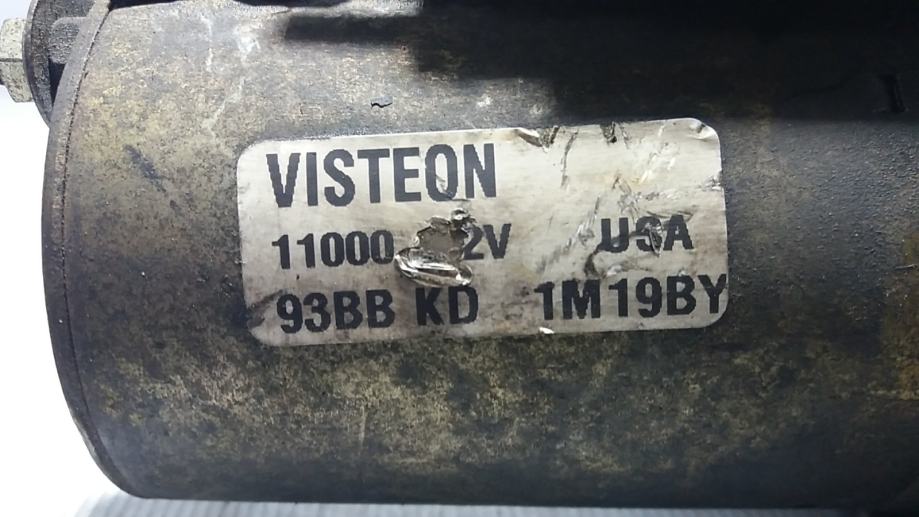 VISTEON
11000 2V USA
93BB KD 1M19BY